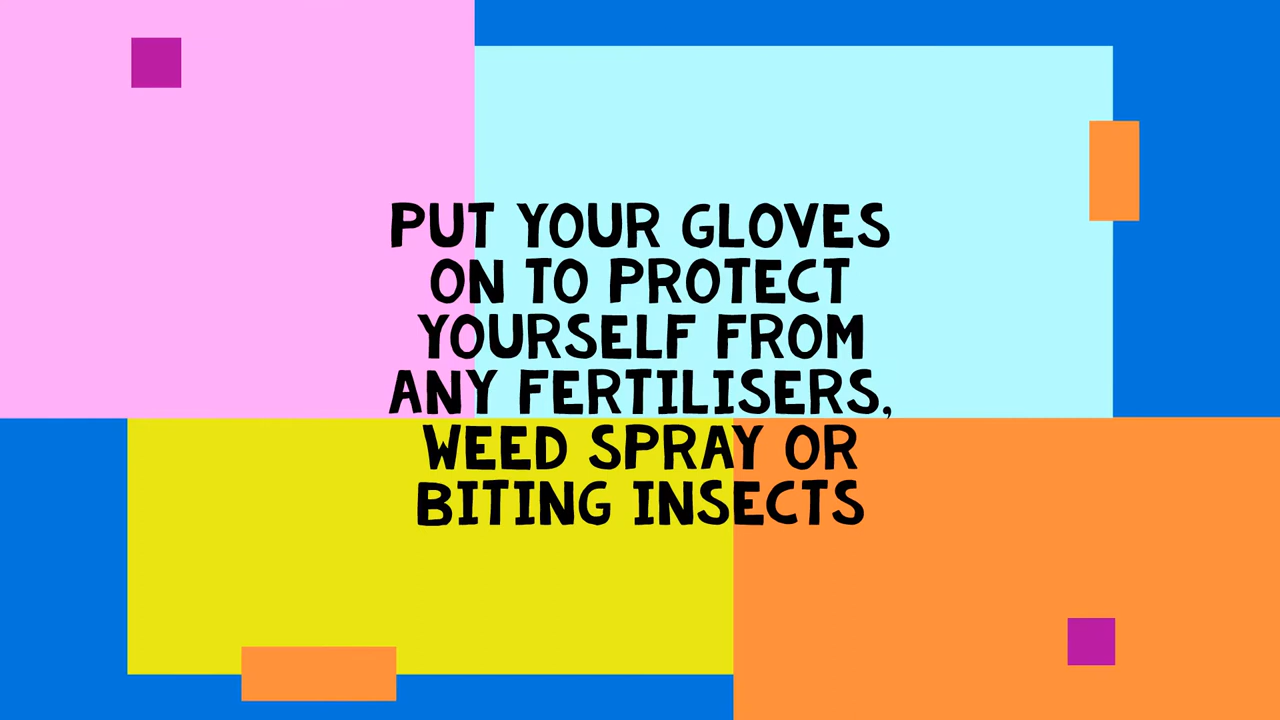 PUT YOUR GLOVES
ON TO PROTECT
YOURSELF FROM
ANY FERTILISERS,
WEED SPRAY OR
BITING INSECTS